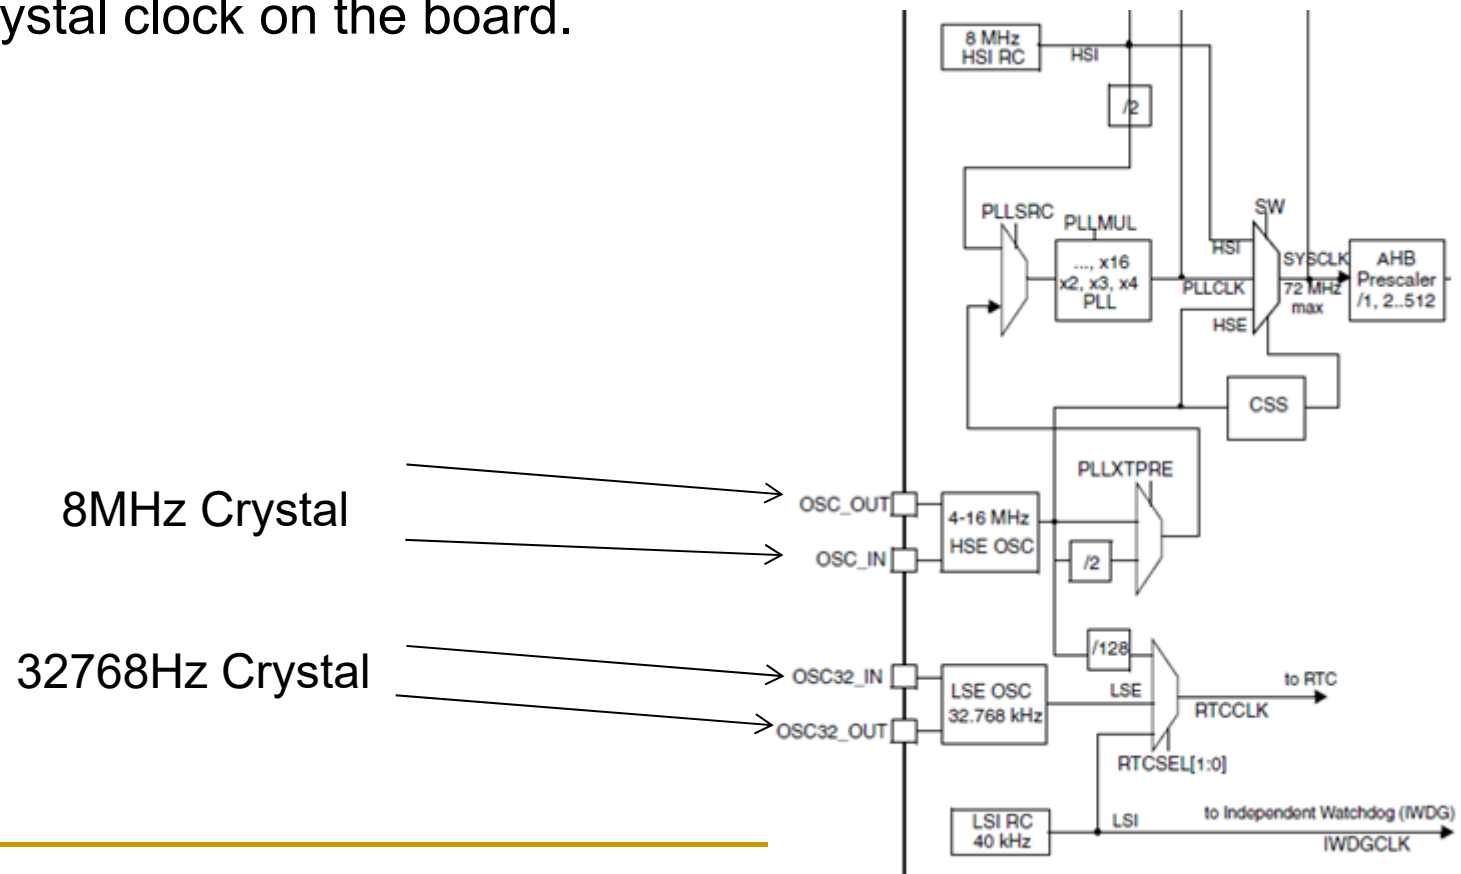 ystal clock on the board.
8 MHz
HSI RC
HSI
/2
PLLSRC
PLLMUL
..., x16
x2, x3, x4
PLL
SW
HSI
PLLCLK
HSE
SYSCLK
72 MHz
max
AHB
Prescaler
/1, 2..512
CSS
PLLXTPRE
8MHz Crystal
OSC_OUT
OSC_IN
4-16 MHz
HSE OSC
/2
/128
32768Hz Crystal
OSC32_IN
OSC32_OUT
LSE OSC
32.768 kHz
LSE
to RTC
RTCCLK
RTCSEL[1:0]
LSI RC
40 kHz
LSI
to Independent Watchdog (IWDG)
IWDGCLK